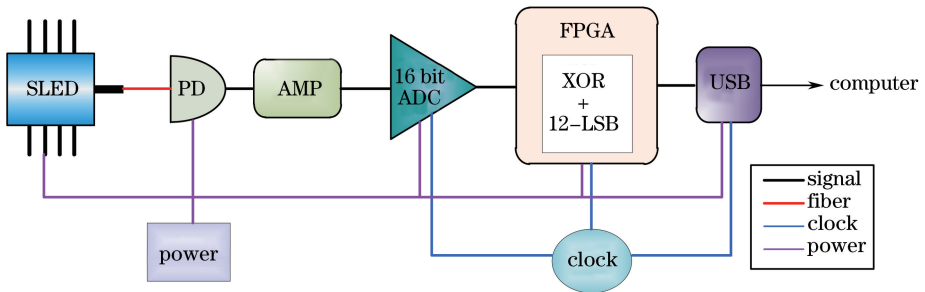 SLED
PD
AMP
16 bit
ADC
FPGA
XOR
+
12-LSB
USB
computer
power
clock
signal
fiber
clock
power